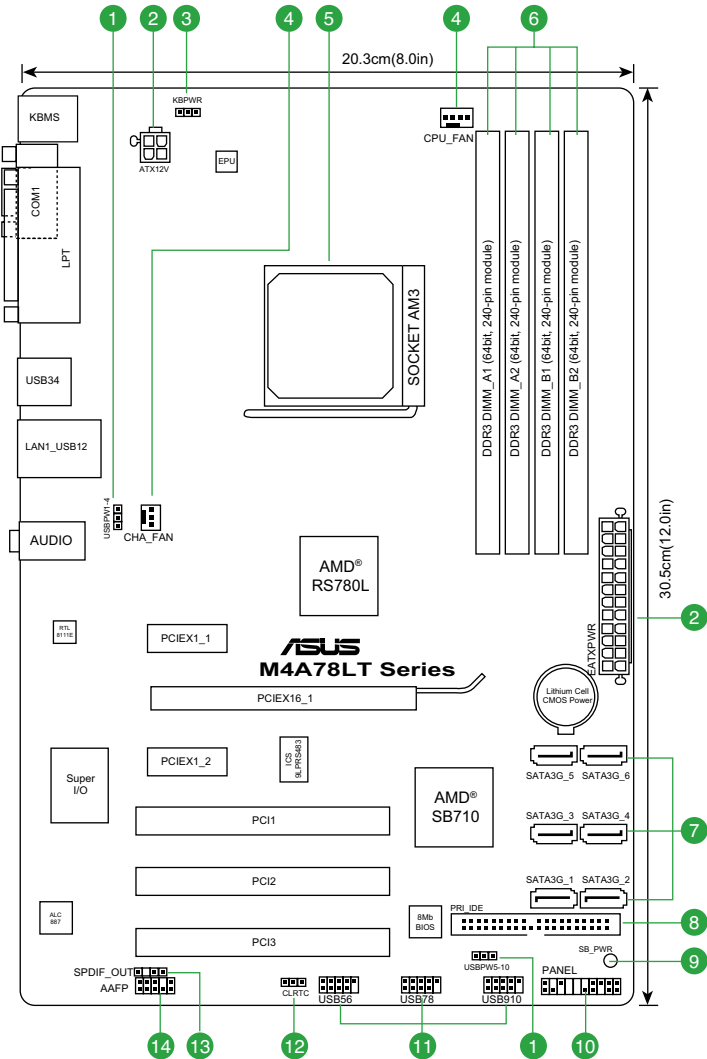 1
2
3
4
5
4
6
20.3cm(8.0in)
KBMS
KBPWR
ATX12V
EPU
CPU_FAN
COM1
LPT
SOCKET AM3
DDR3 DIMM_A1 (64bit, 240-pin module)
DDR3 DIMM_A2 (64bit, 240-pin module)
DDR3 DIMM_B1 (64bit, 240-pin module)
DDR3 DIMM_B2 (64bit, 240-pin module)
USB34
LAN1_USB12
USBPW1-4
CHA_FAN
AUDIO
30.5cm(12.0in)
AMD®
RS780L
RTL
8111E
PCIEX1_1
ASUS
M4A78LT Series
EATXPWR
2
PCIEX16_1
Lithium Cell
CMOS Power
Super
I/O
PCIEX1_2
ICS
9LPRS483
SATA3G_5
SATA3G_6
AMD®
SB710
PCI1
SATA3G_3
SATA3G_4
7
PCI2
SATA3G_1
SATA3G_2
ALC
887
8Mb
BIOS
PRI_IDE
8
PCI3
SB_PWR
9
USBPW5-10
SPDIF_OUT
AAFP
CLRTC
USB56
USB78
USB910
PANEL
14
13
12
11
1
10